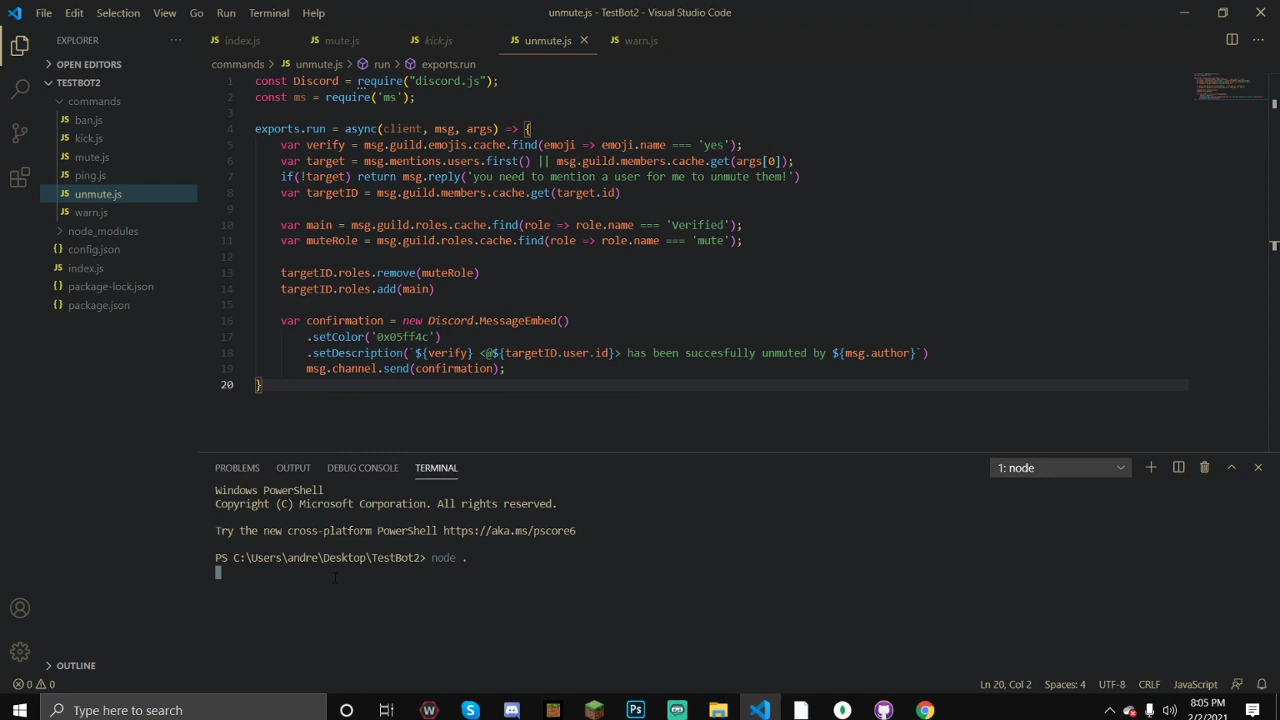 File Edit Selection View Go Run Terminal Help
unmute.js - TestBot2 - Visual Studio Code
EXPLORER
index.js mute.js kick.js unmute.js warn.js
OPEN EDITORS
commands > unmute.js > run > exports.run
TESTBOT2
commands
ban.js
kick.js
mute.js
ping.js
unmute.js
warn.js
node_modules
config.json
index.js
package-lock.json
package.json
1 const Discord = require("discord.js");
2 const ms = require('ms');
3
4 exports.run = async(client, msg, args) => {
5 var verify = msg.guild.emojis.cache.find(emoji => emoji.name === 'yes');
6 var target = msg.mentions.users.first() || msg.guild.members.cache.get(args[0]);
7 if(!target) return msg.reply('you need to mention a user for me to unmute them!')
8 var targetID = msg.guild.members.cache.get(target.id)
9
10 var main = msg.guild.roles.cache.find(role => role.name === 'Verified');
11 var muteRole = msg.guild.roles.cache.find(role => role.name === 'mute');
12
13 targetID.roles.remove(muteRole)
14 targetID.roles.add(main)
15
16 var confirmation = new Discord.MessageEmbed()
17 .setColor('0x05ff4c')
18 .setDescription(`${verify} <@${targetID.user.id}> has been succesfully unmuted by ${msg.author}`)
19 msg.channel.send(confirmation);
20 }
PROBLEMS OUTPUT DEBUG CONSOLE TERMINAL
1: node
Windows PowerShell
Copyright (C) Microsoft Corporation. All rights reserved.
Try the new cross-platform PowerShell https://aka.ms/pscore6
PS C:\Users\andre\Desktop\TestBot2> node .
OUTLINE
0 0
Ln 20, Col 2 Spaces: 4 UTF-8 CRLF JavaScript
Type here to search
8:05 PM
2/2/2021